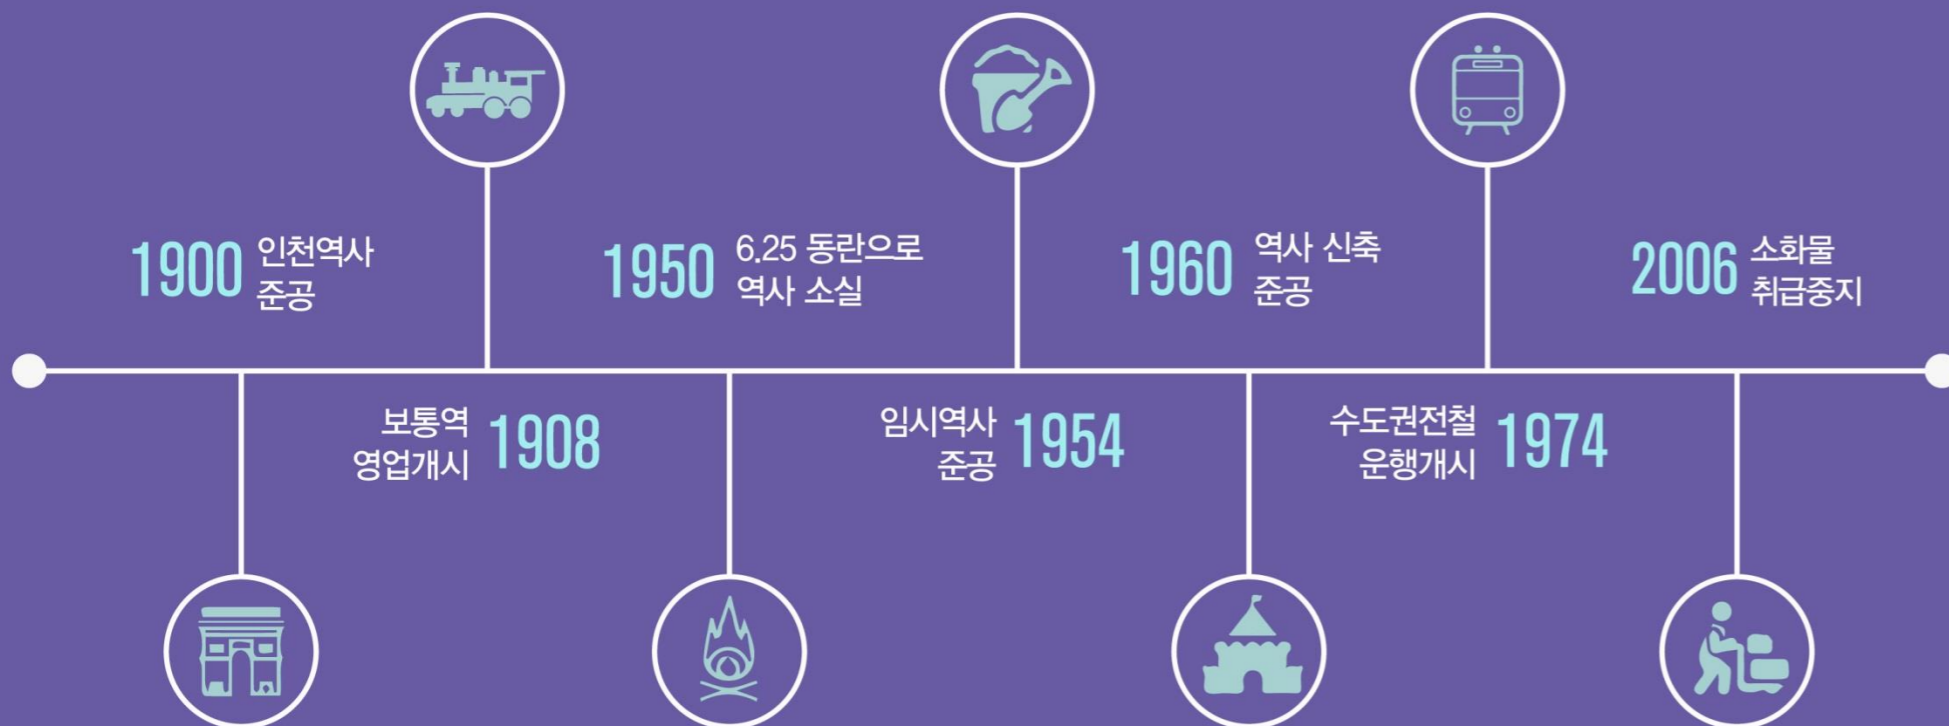 1900 인천역사
준공
보통역
영업개시 1908
1950 6.25 동란으로
역사 소실
임시역사
준공 1954
1960 역사 신축
준공
수도권전철
운행개시 1974
2006 소화물
취급중지